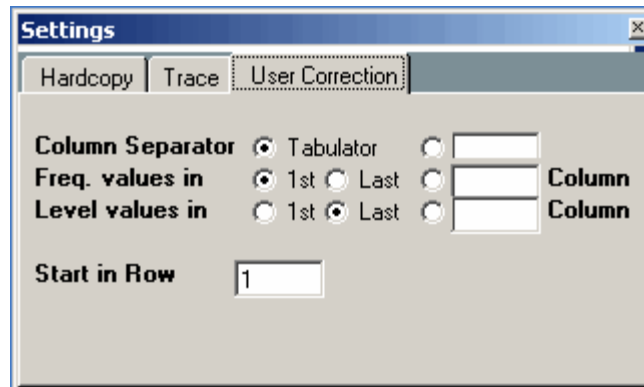 Settings
Hardcopy Trace User Correction
Column Separator Tabulator
Freq. values in 1st Last Column
Level values in 1st Last Column
Start in Row 1